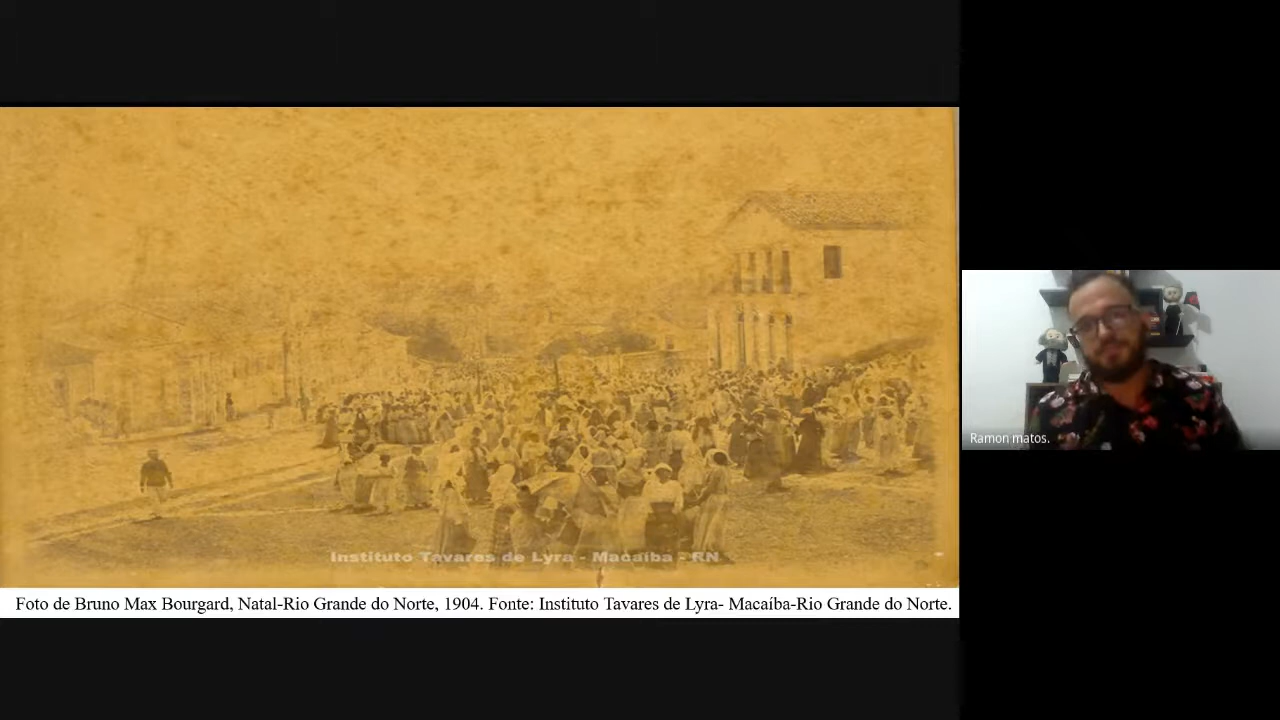 Instituto Tavares de Lyra - Macaíba - RN
Foto de Bruno Max Bourgard, Natal-Rio Grande do Norte, 1904. Fonte: Instituto Tavares de Lyra- Macaíba-Rio Grande do Norte.
Ramon matos.